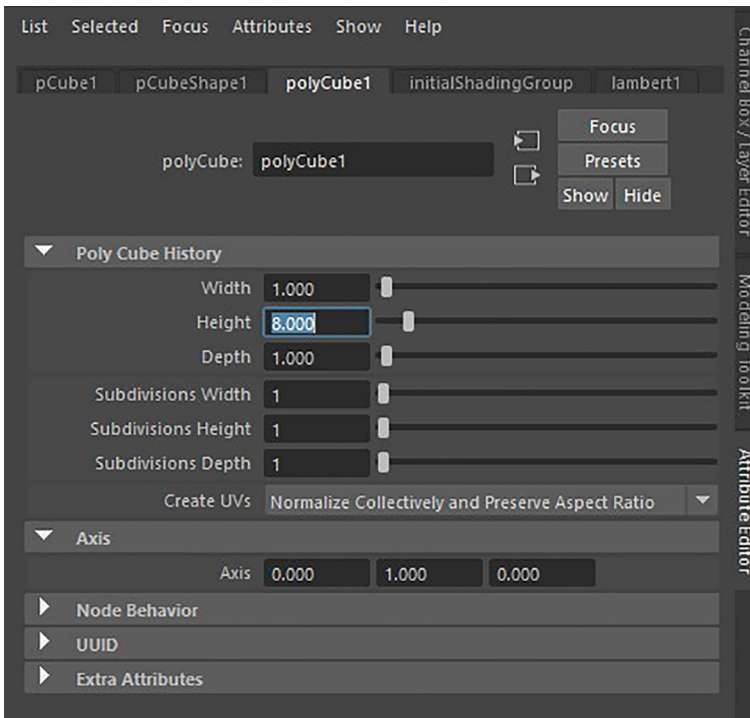 List Selected Focus Attributes Show Help
pCube1 pCubeShape1 polyCube1 initialShadingGroup lambert1
Focus
polyCube: polyCube1 Presets
Show Hide
Poly Cube History
Width 1.000
Height 8.000
Depth 1.000
Subdivisions Width 1
Subdivisions Height 1
Subdivisions Depth 1
Create UVs Normalize Collectively and Preserve Aspect Ratio
Axis
Axis 0.000 1.000 0.000
Node Behavior
UUID
Extra Attributes
Channel Box / Layer Editor
Modeling Toolkit
Attribute Editor